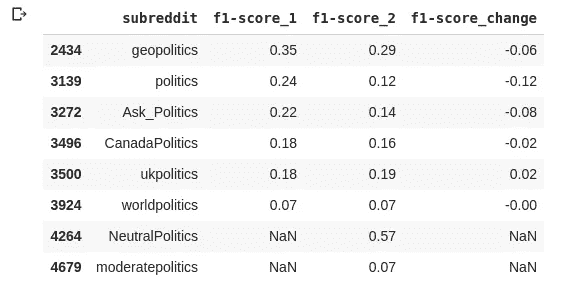 subreddit f1-score_1 f1-score_2 f1-score_change
2434 geopolitics 0.35 0.29 -0.06
3139 politics 0.24 0.12 -0.12
3272 Ask_Politics 0.22 0.14 -0.08
3496 CanadaPolitics 0.18 0.16 -0.02
3500 ukpolitics 0.18 0.19 0.02
3924 worldpolitics 0.07 0.07 -0.00
4264 NeutralPolitics NaN 0.57 NaN
4679 moderatepolitics NaN 0.07 NaN